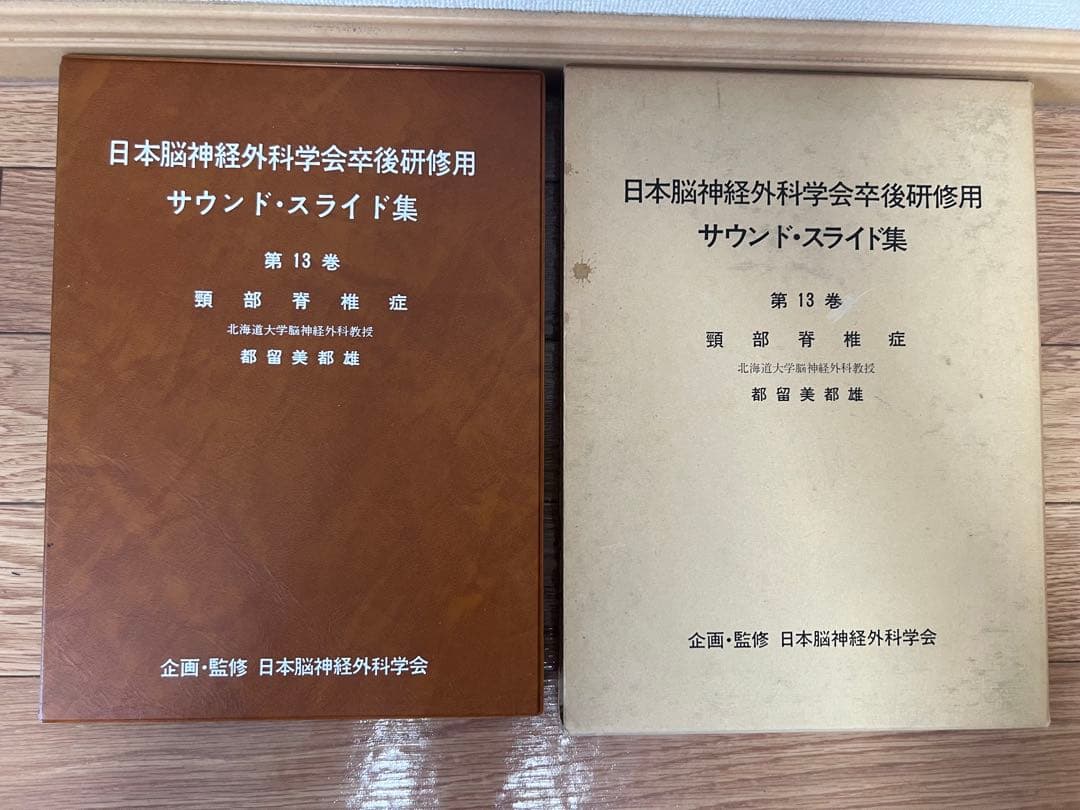 日本脳神経外科学会卒後研修用
サウンド・スライド集
第13巻
頸部脊椎症
北海道大学脳神経外科教授
都留美都雄
企画・監修 日本脳神経外科学会
日本脳神経外科学会卒後研修用
サウンド・スライド集
第13巻
頸部脊椎症
北海道大学脳神経外科教授
都留美都雄
企画・監修 日本脳神経外科学会